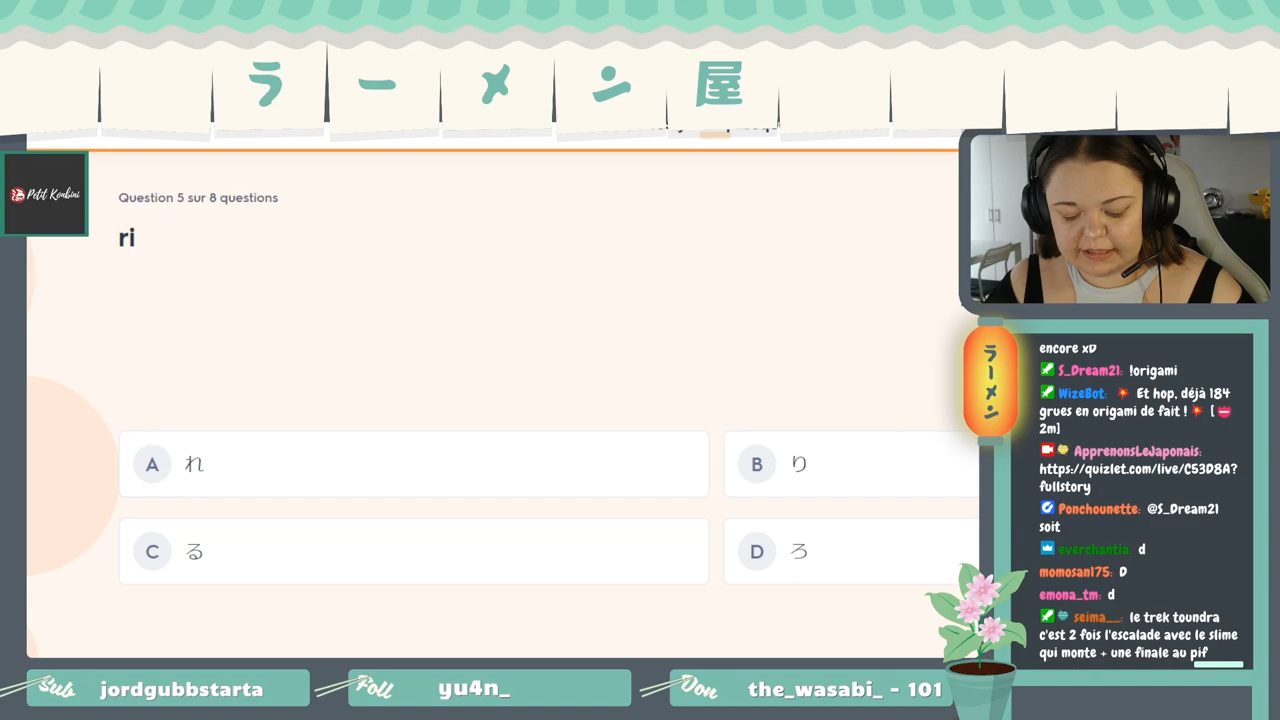 ラーメン屋
Petit Konbini
Question 5 sur 8 questions
ri
A れ
B り
C る
D ろ
ラーメン
encore xD
S_Dream21: !origami
WizeBot: 💥 Et hop, déjà 184
grues en origami de fait ! 💥 [
2m]
ApprenonsLeJaponais:
https://quizlet.com/live/C53D8A?
fullstory
Ponchounette: @S_Dream21
soit
everchantia: d
momosan175: D
emona_tm: d
seima__: le trek toundra
c'est 2 fois l'escalade avec le slime
qui monte + une finale au pif
Sub jordgubbstarta
Foll yu4n_
Don the_wasabi_ - 101